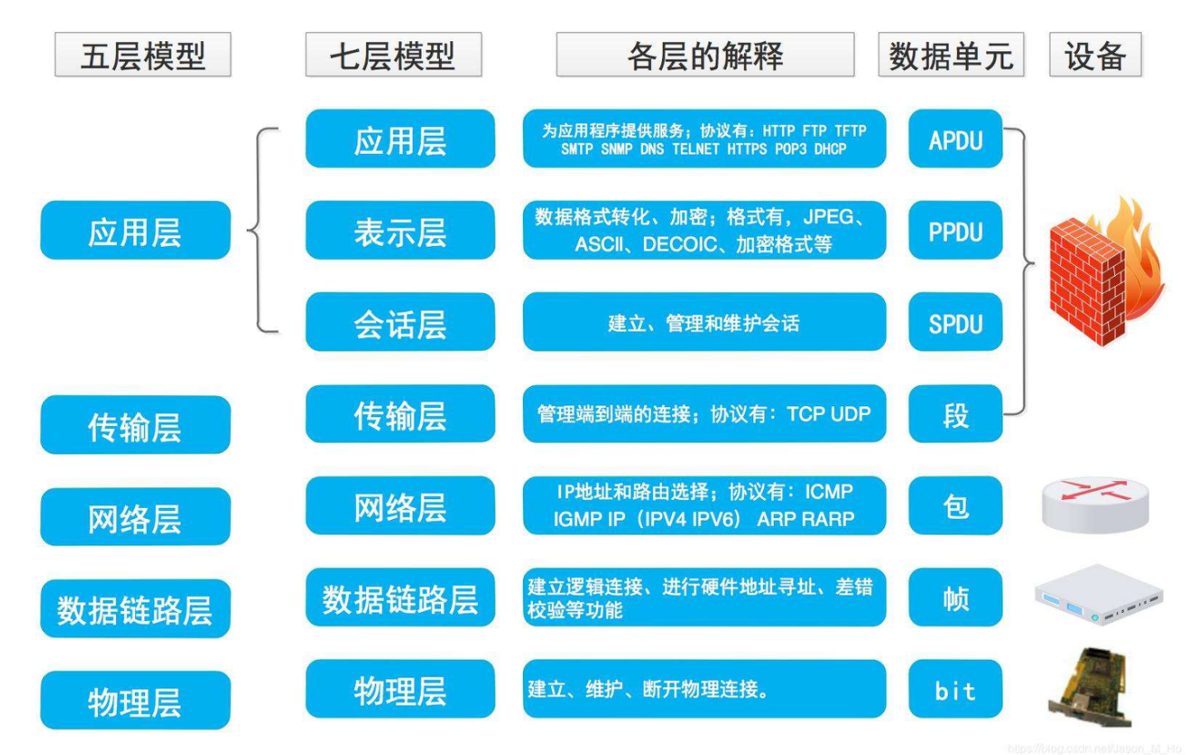 五层模型
七层模型
各层的解释
数据单元
设备
应用层
应用层
为应用程序提供服务；协议有：HTTP FTP TFTP
SMTP SNMP DNS TELNET HTTPS POP3 DHCP
APDU
表示层
数据格式转化、加密；格式有，JPEG、
ASCII、DECOIC、加密格式等
PPDU
会话层
建立、管理和维护会话
SPDU
传输层
传输层
管理端到端的连接；协议有：TCP UDP
段
网络层
网络层
IP地址和路由选择；协议有：ICMP
IGMP IP（IPV4 IPV6） ARP RARP
包
数据链路层
数据链路层
建立逻辑连接、进行硬件地址寻址、差错
校验等功能
帧
物理层
物理层
建立、维护、断开物理连接。
bit